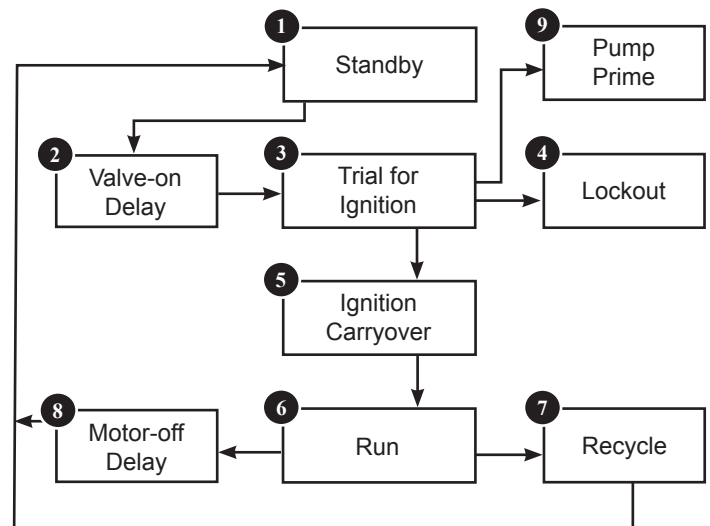 1
Standby
9
Pump
Prime
2
Valve-on
Delay
3
Trial for
Ignition
4
Lockout
5
Ignition
Carryover
8
Motor-off
Delay
6
Run
7
Recycle